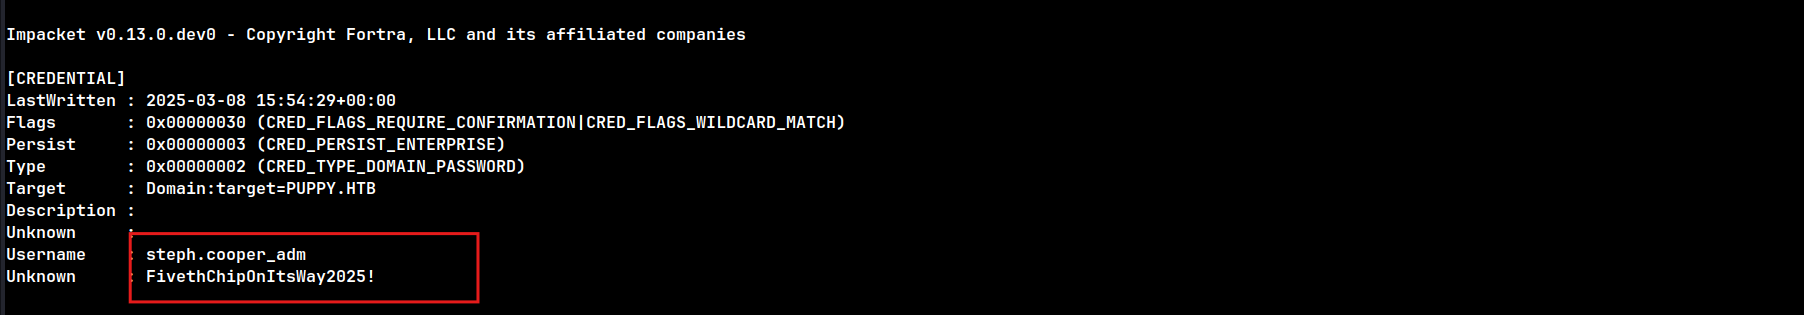 Impacket v0.13.0.dev0 - Copyright Fortra, LLC and its affiliated companies
[CREDENTIAL]
LastWritten : 2025-03-08 15:54:29+00:00
Flags       : 0x00000030 (CRED_FLAGS_REQUIRE_CONFIRMATION|CRED_FLAGS_WILDCARD_MATCH)
Persist     : 0x00000003 (CRED_PERSIST_ENTERPRISE)
Type        : 0x00000002 (CRED_TYPE_DOMAIN_PASSWORD)
Target      : Domain:target=PUPPY.HTB
Description :
Unknown     :
Username    : steph.cooper_adm
Unknown     : FivethChipOnItsWay2025!